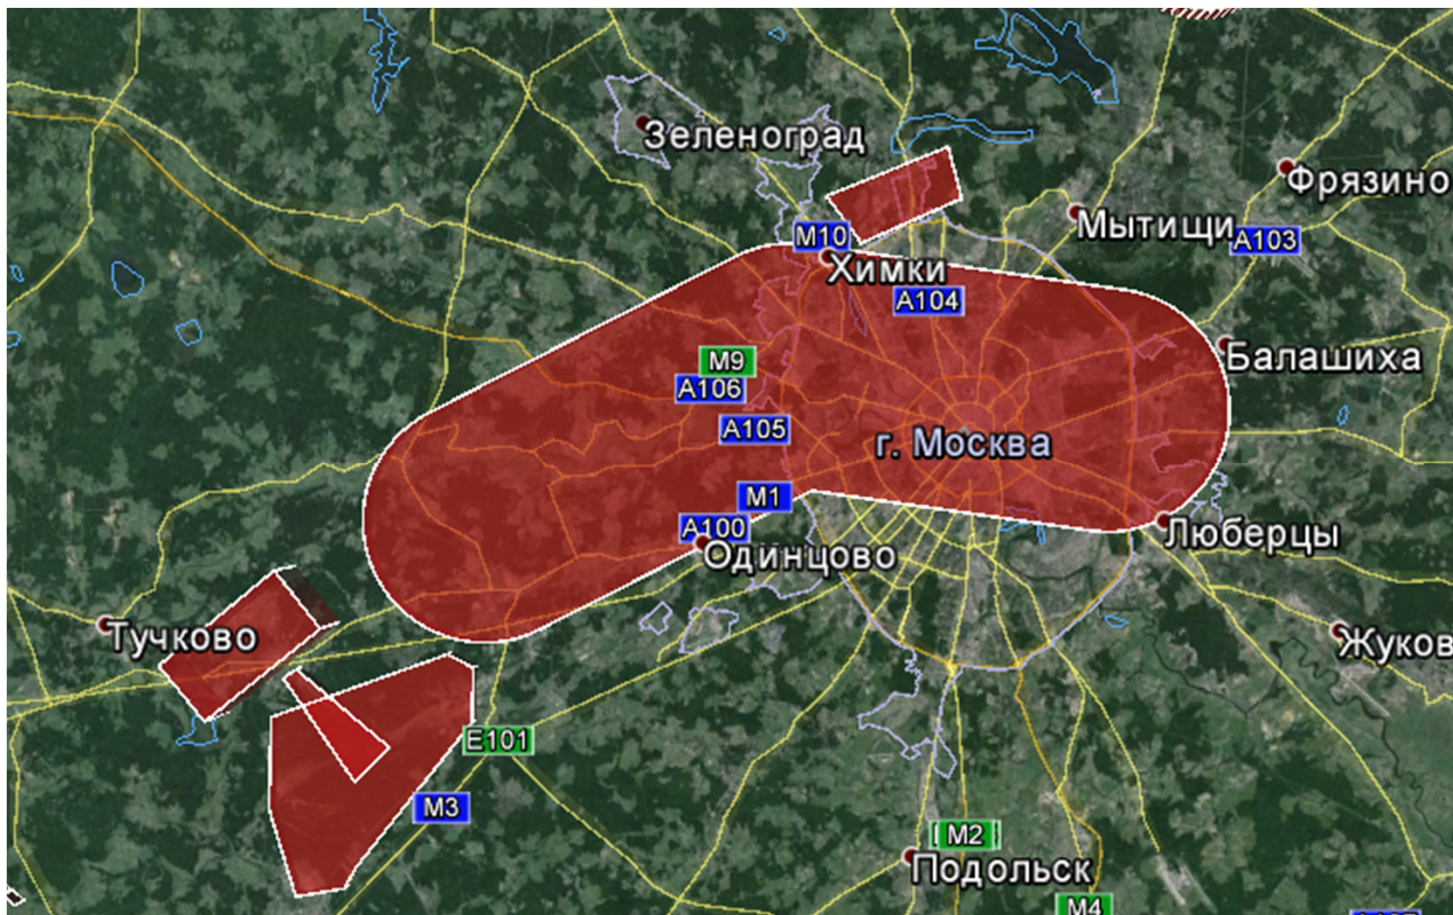 Зеленоград
Фрязино
Мытищи
A103
M10
Химки
A104
M9
A106
Балашиха
A105
г. Москва
M1
A100
Одинцово
Люберцы
Тучково
Жуков
E101
M3
M2
Подольск
M4